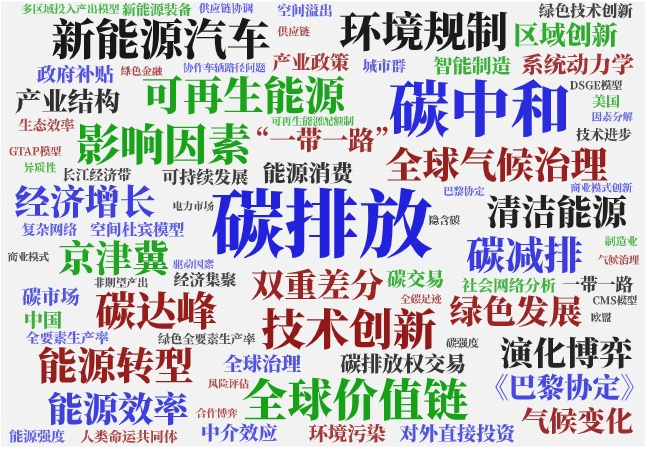 多区域投入产出模型 新能源装备 供应链协调 空间溢出 绿色技术创新
新能源汽车 供应链 环境规制 区域创新
政府补贴 绿色金融 协作车辆路径问题 产业政策 城市群 智能制造 系统动力学
产业结构 可再生能源 碳中和 DSGE模型
美国
生态效率 可再生能源配额制 因素分解
影响因素 “一带一路” 技术进步
GTAP模型 全球气候治理
异质性 长江经济带 可持续发展 能源消费
经济增长 碳排放 巴黎协定 商业模式创新
电力市场 隐含碳 清洁能源
复杂网络 空间杜宾模型
商业模式 京津冀 驱动因素 碳减排 制造业
气候治理
非期望产出 经济集聚 双重差分 碳交易 社会网络分析 一带一路
碳市场 碳达峰 全碳足迹 绿色发展 CMS模型
中国 技术创新 欧盟
全要素生产率 绿色全要素生产率 碳强度
能源转型 全球治理 碳排放权交易 演化博弈
风险评估 《巴黎协定》
能源效率 合作博弈 全球价值链 气候变化
能源强度 人类命运共同体 中介效应 环境污染 对外直接投资